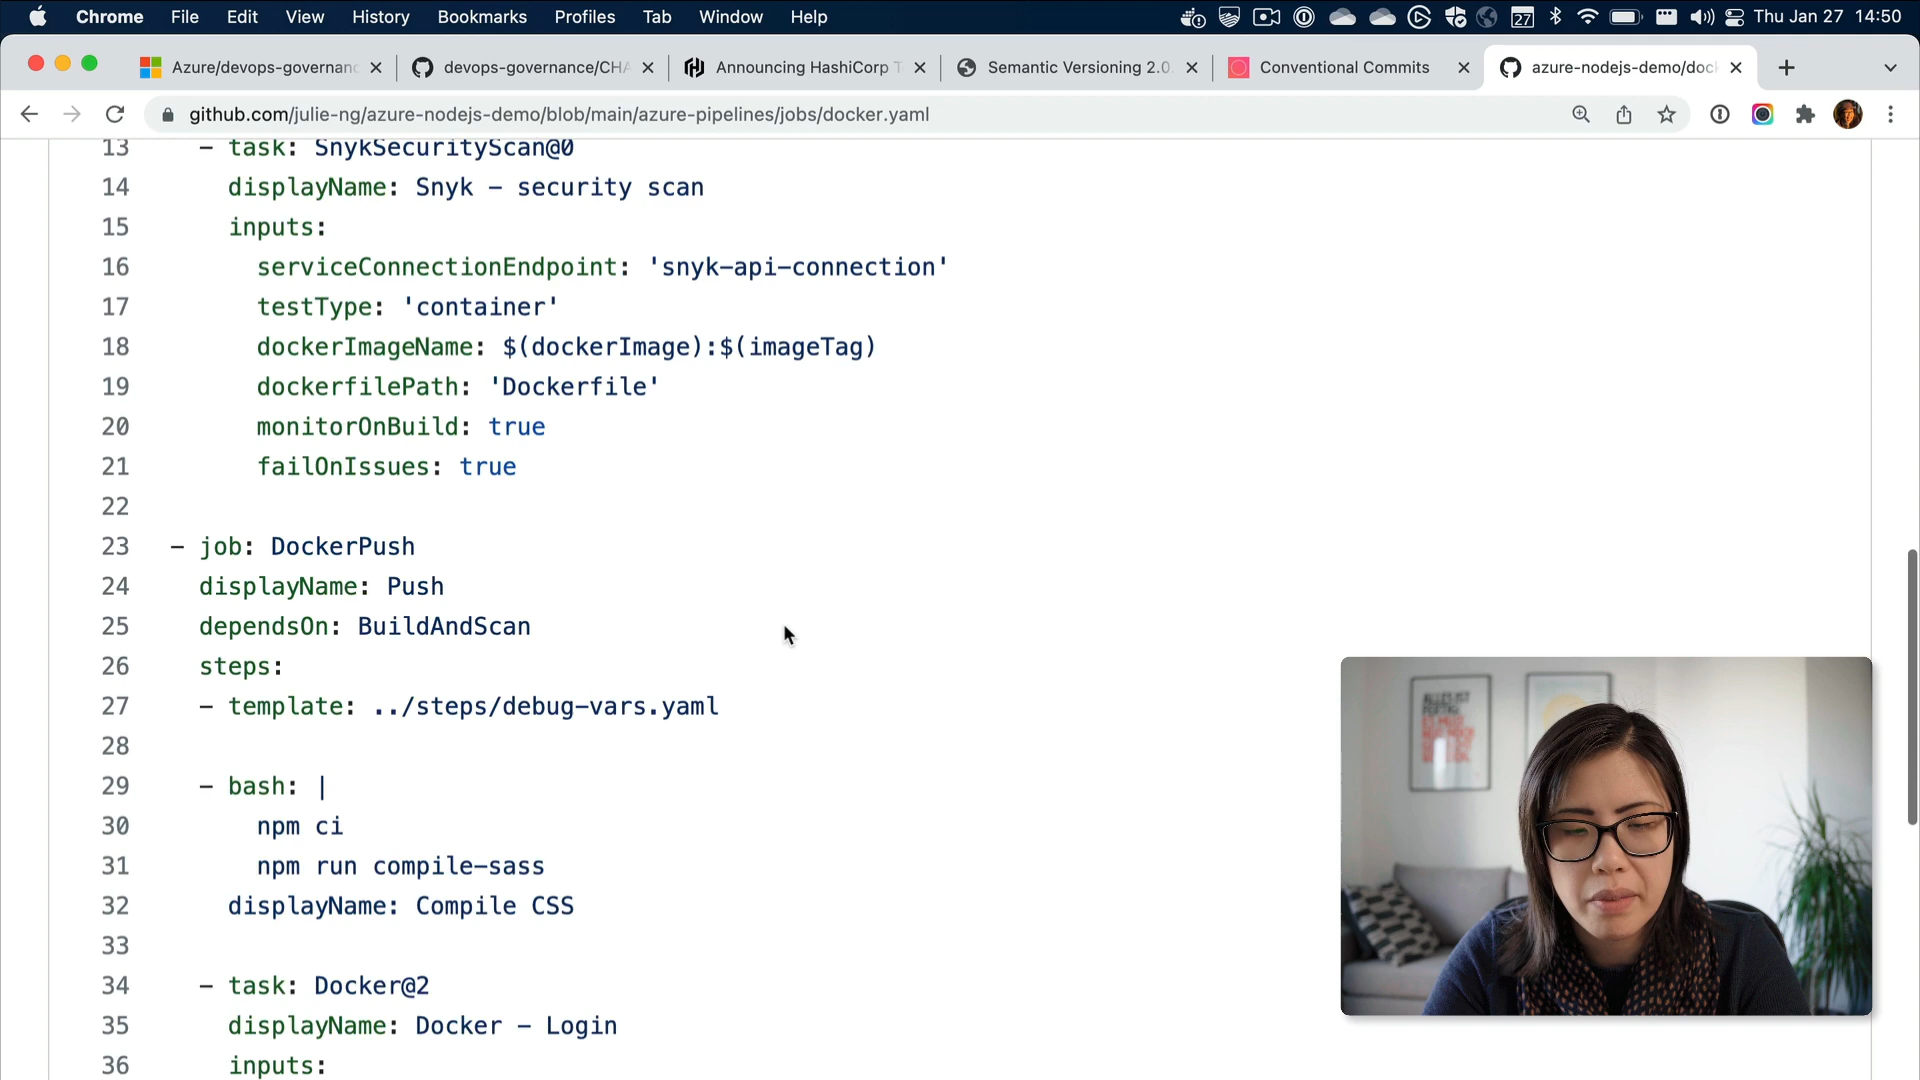 Chrome File Edit View History Bookmarks Profiles Tab Window Help 27 Thu Jan 27 14:50
Azure/devops-governanc devops-governance/CHA Announcing HashiCorp T Semantic Versioning 2.0. Conventional Commits azure-nodejs-demo/dock
github.com/julie-ng/azure-nodejs-demo/blob/main/azure-pipelines/jobs/docker.yaml
13 - task: SnykSecurityScan@0
14 displayName: Snyk - security scan
15 inputs:
16 serviceConnectionEndpoint: 'snyk-api-connection'
17 testType: 'container'
18 dockerImageName: $(dockerImage):$(imageTag)
19 dockerfilePath: 'Dockerfile'
20 monitorOnBuild: true
21 failOnIssues: true
22
23 - job: DockerPush
24 displayName: Push
25 dependsOn: BuildAndScan
26 steps:
27 - template: ../steps/debug-vars.yaml
28
29 - bash: |
30 npm ci
31 npm run compile-sass
32 displayName: Compile CSS
33
34 - task: Docker@2
35 displayName: Docker - Login
36 inputs: